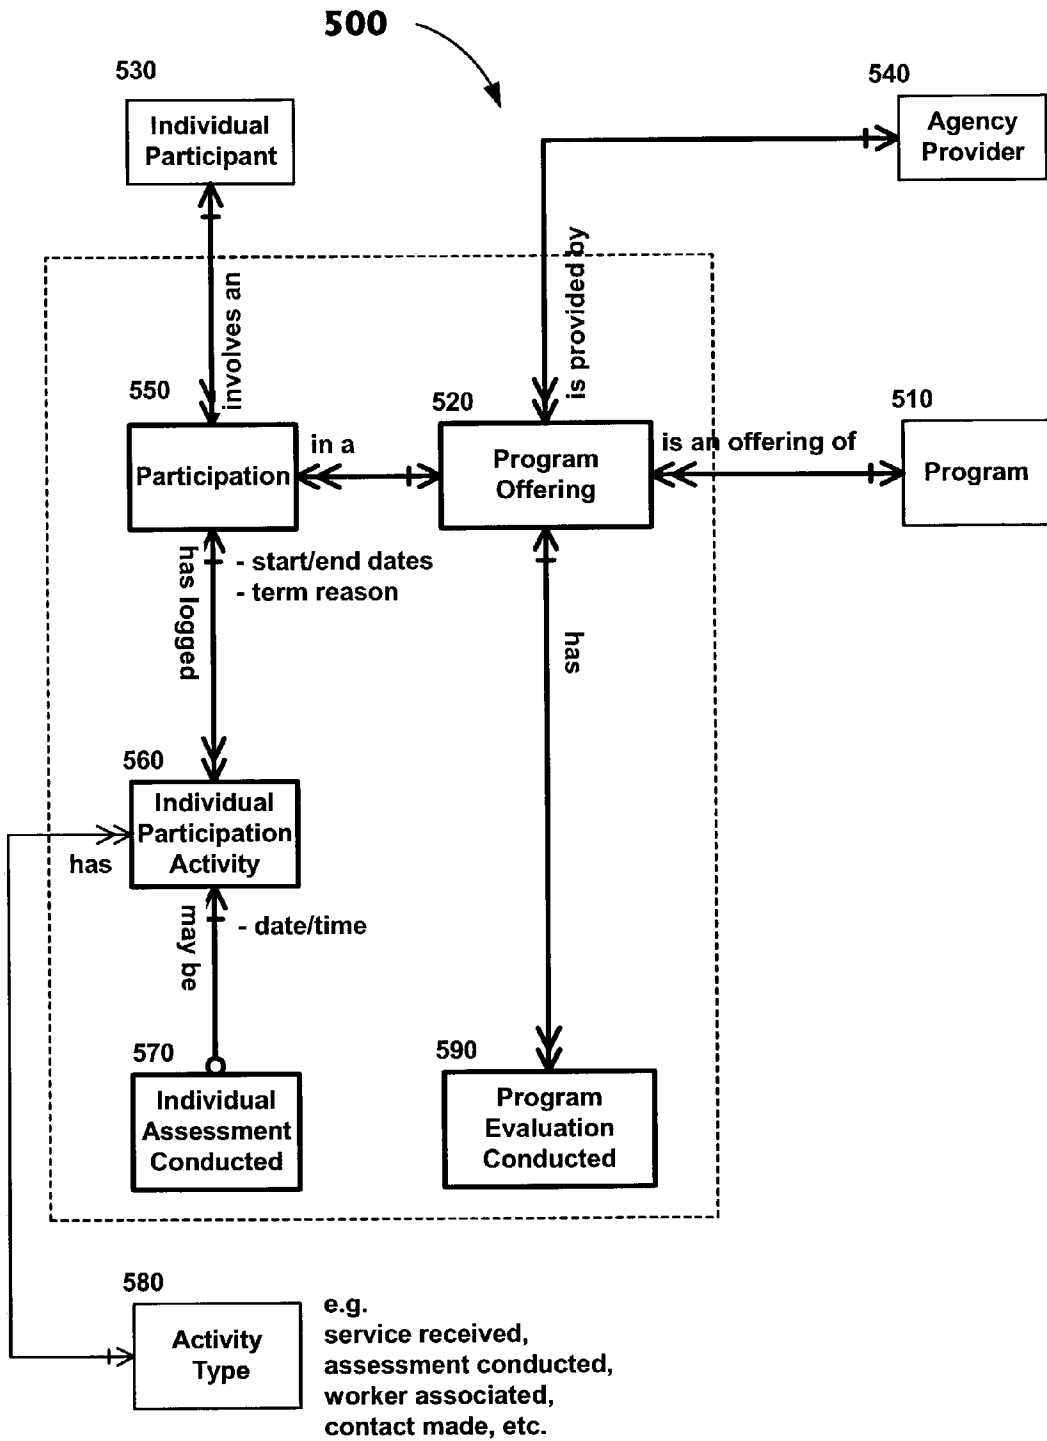 500
530
Individual
Participant
540
Agency
Provider
involves an
is provided by
550
Participation
in a
520
Program
Offering
is an offering of
510
Program
has logged
- start/end dates
- term reason
has
560
Individual
Participation
Activity
has
may be
- date/time
570
Individual
Assessment
Conducted
590
Program
Evaluation
Conducted
580
Activity
Type
e.g.
service received,
assessment conducted,
worker associated,
contact made, etc.